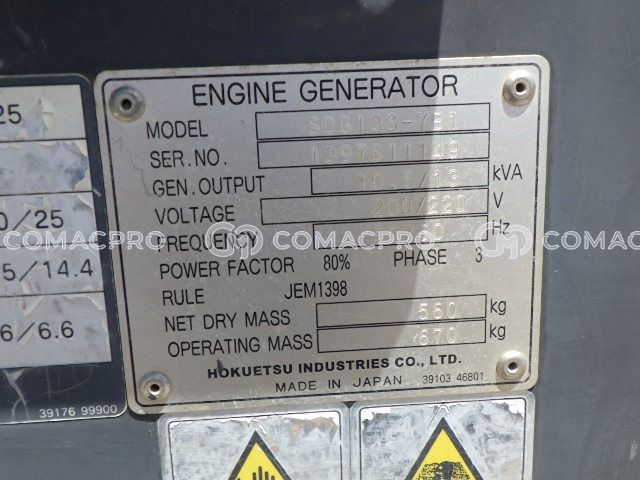 ENGINE GENERATOR
MODEL SDG13S-7B1
SER.NO.
GEN.OUTPUT 10.5/13 kVA
VOLTAGE 200/220 V
FREQUENCY Hz
POWER FACTOR 80% PHASE 3
RULE JEM1398
NET DRY MASS 560 kg
OPERATING MASS 670 kg
HOKUETSU INDUSTRIES CO., LTD.
MADE IN JAPAN 39103 46801
25
0/25
5/14.4
6/6.6
39176 99900
COMACPRO COMACPRO COMACPRO